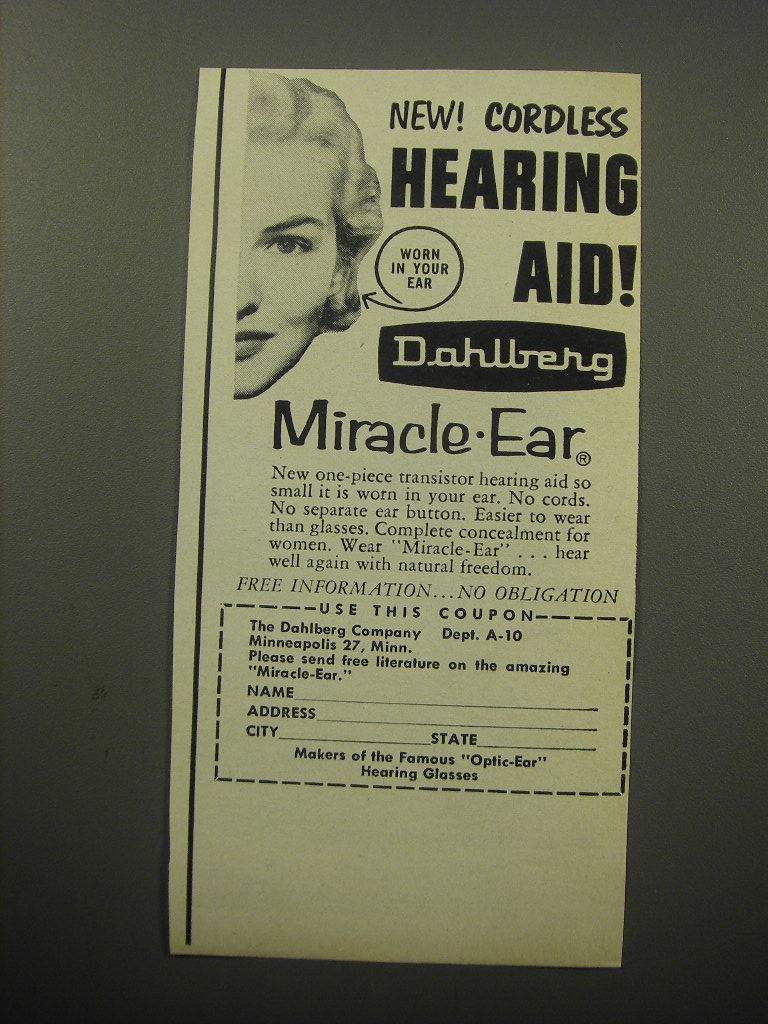 NEW! CORDLESS
HEARING
AID!
WORN
IN YOUR
EAR
Dahlberg
Miracle-Ear®
New one-piece transistor hearing aid so
small it is worn in your ear. No cords.
No separate ear button. Easier to wear
than glasses. Complete concealment for
women. Wear "Miracle-Ear" . . . hear
well again with natural freedom.
FREE INFORMATION...NO OBLIGATION
USE THIS COUPON
The Dahlberg Company Dept. A-10
Minneapolis 27, Minn.
Please send free literature on the amazing
"Miracle-Ear."
NAME
ADDRESS
CITY STATE
Makers of the Famous "Optic-Ear"
Hearing Glasses